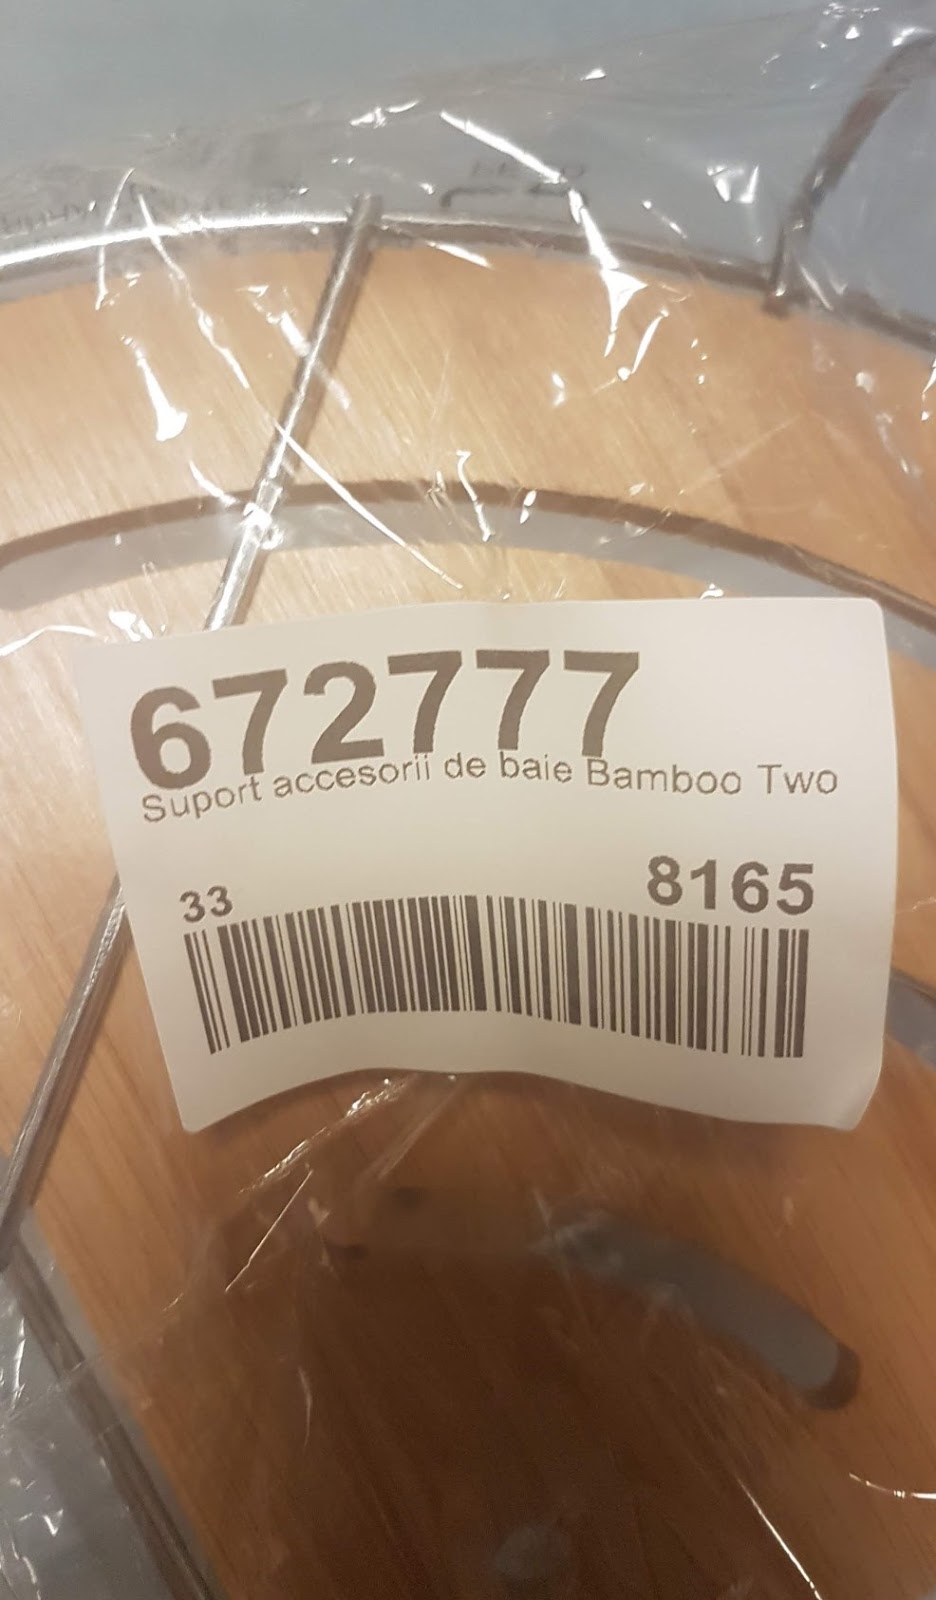 672777
Suport accesorii de baie Bamboo Two
33 8165